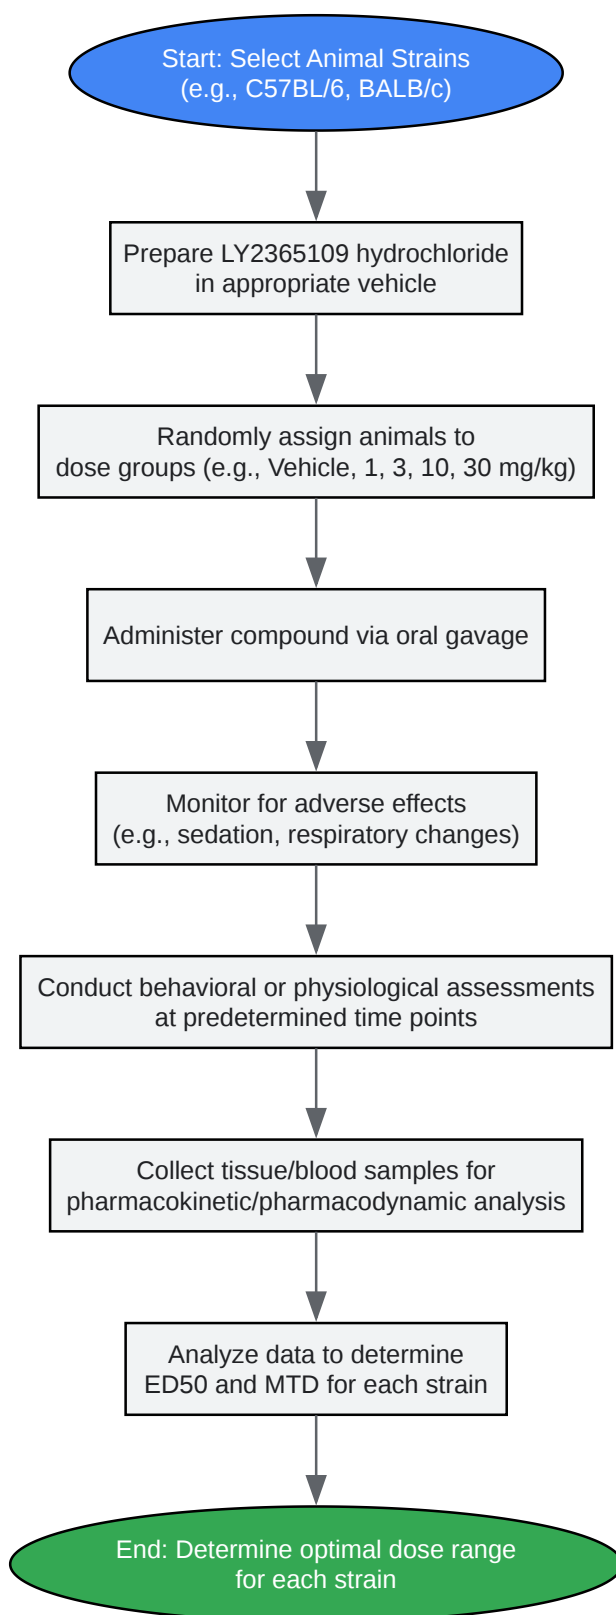 Start: Select Animal Strains
(e.g., C57BL/6, BALB/c)
Prepare LY2365109 hydrochloride
in appropriate vehicle
Randomly assign animals to
dose groups (e.g., Vehicle, 1, 3, 10, 30 mg/kg)
Administer compound via oral gavage
Monitor for adverse effects
(e.g., sedation, respiratory changes)
Conduct behavioral or physiological assessments
at predetermined time points
Collect tissue/blood samples for
pharmacokinetic/pharmacodynamic analysis
Analyze data to determine
ED50 and MTD for each strain
End: Determine optimal dose range
for each strain